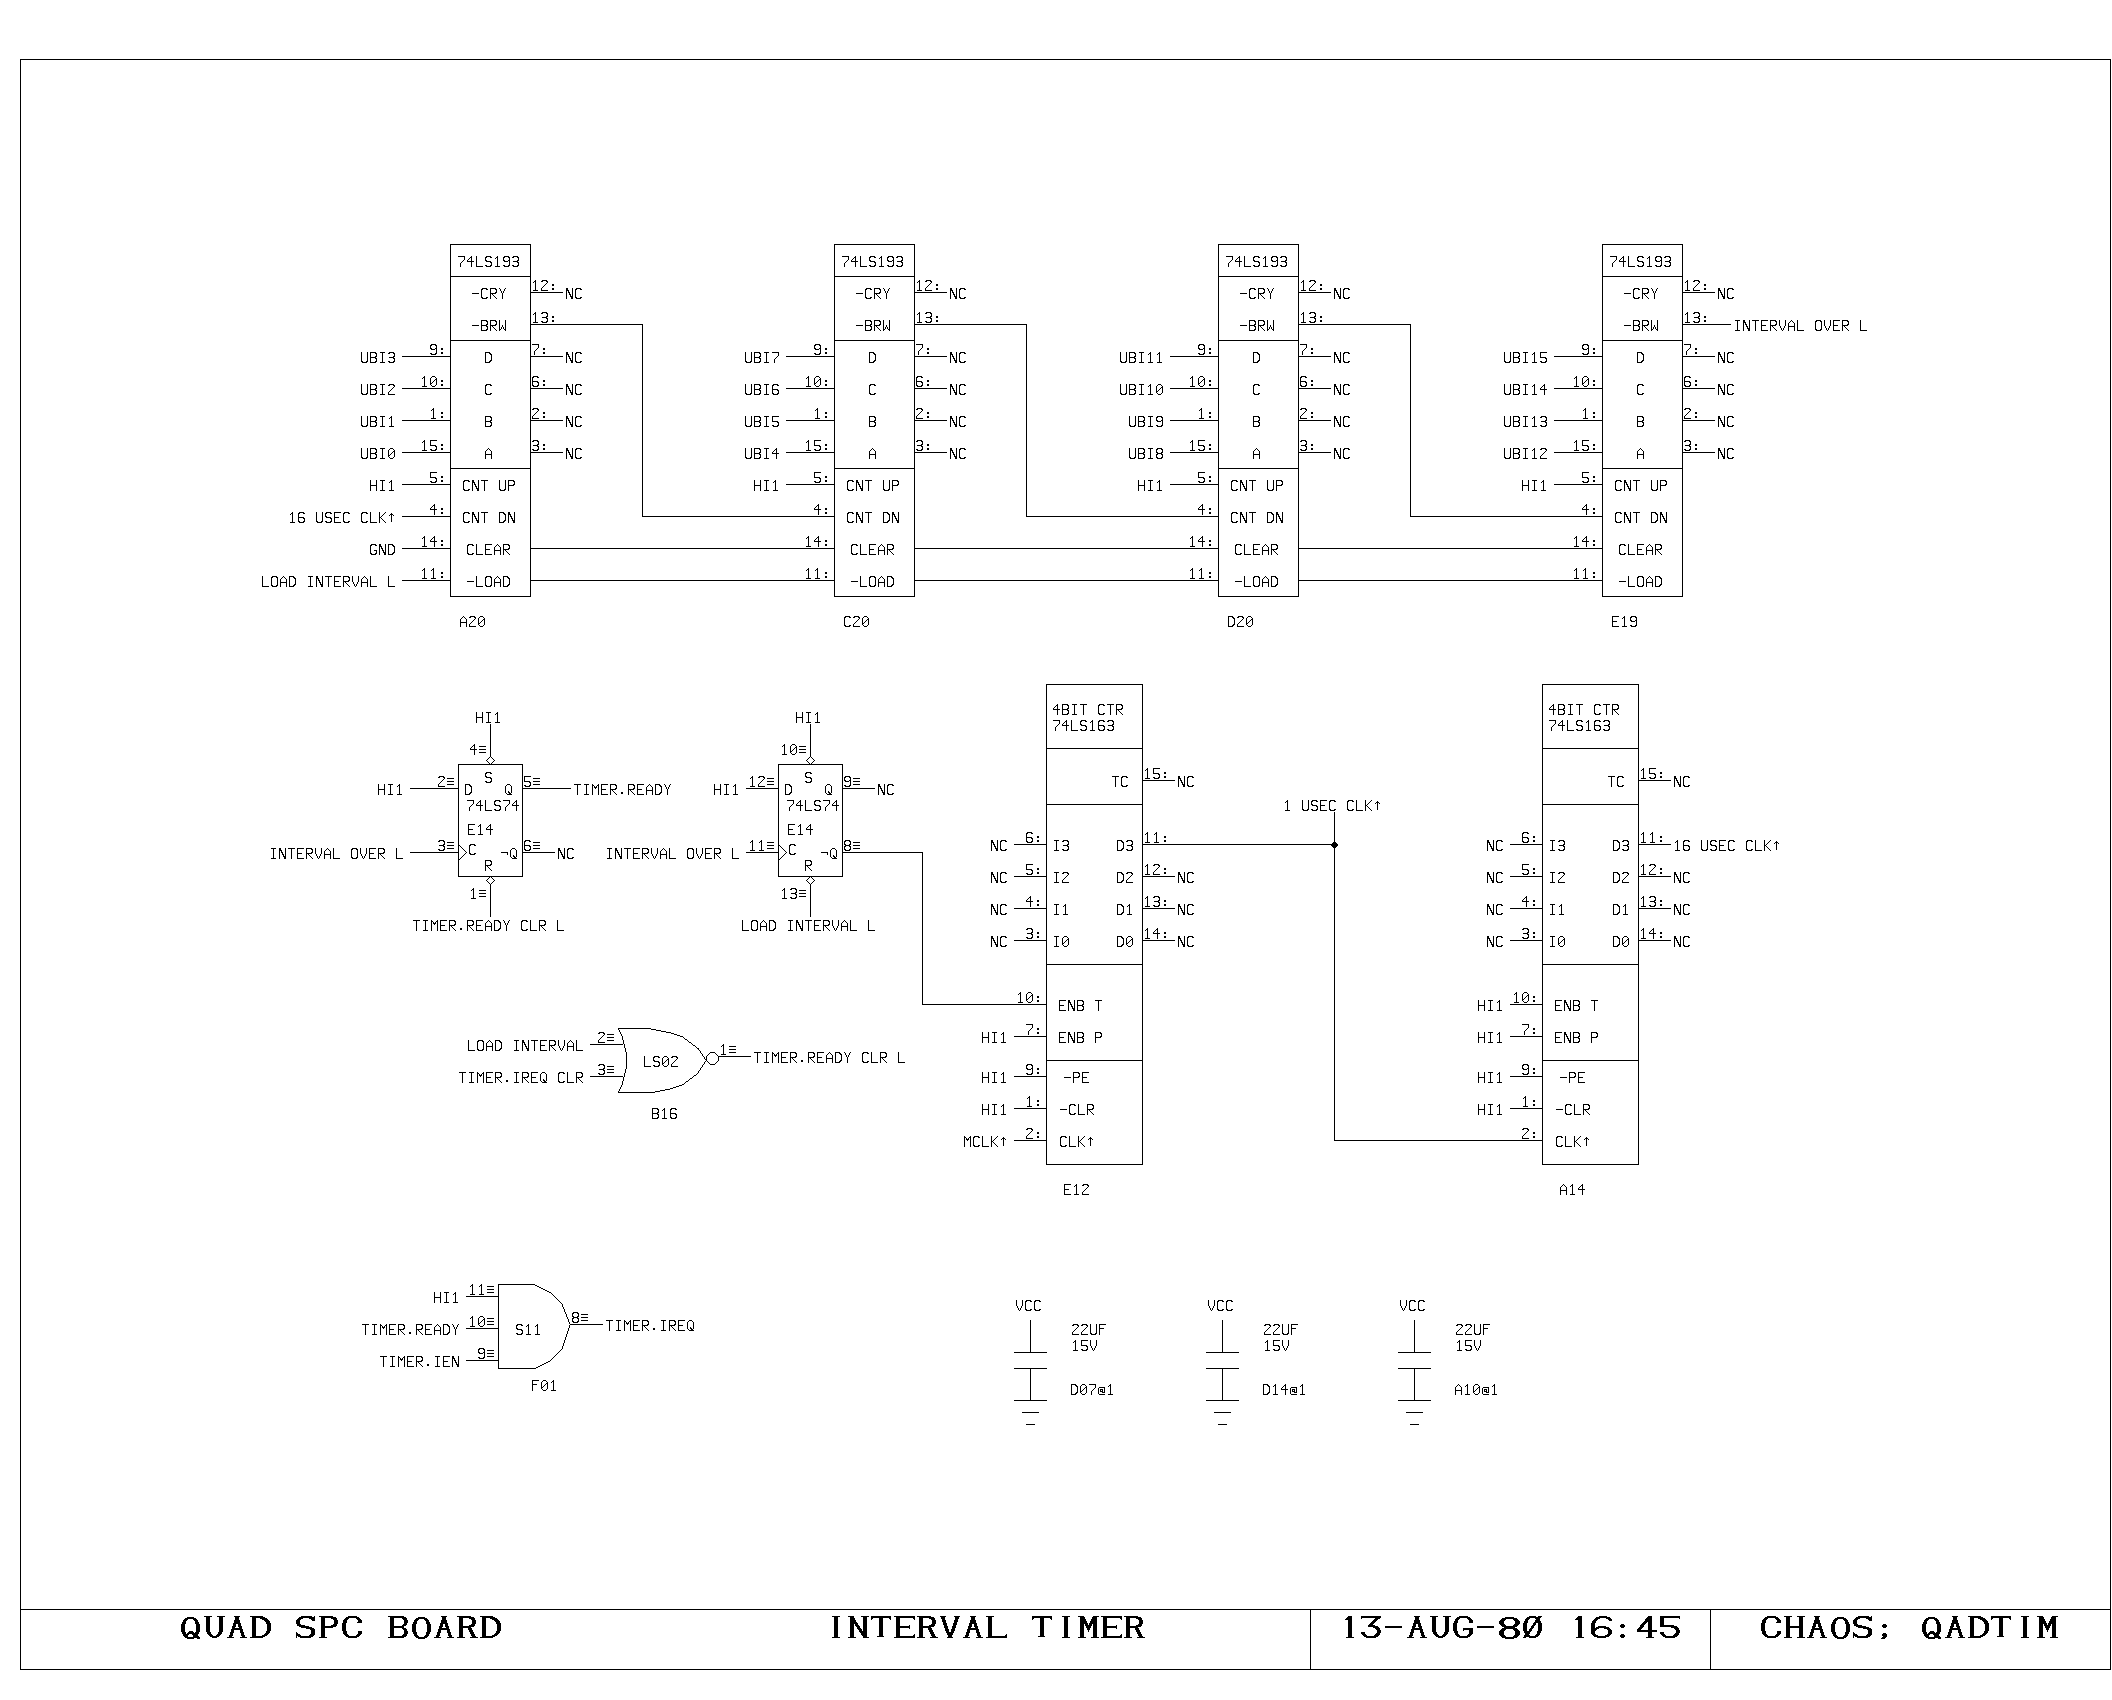 74LS193 74LS193 74LS193 74LS193
-CRY 12: NC -CRY 12: NC -CRY 12: NC -CRY 12: NC
-BRW 13: -BRW 13: -BRW 13: -BRW 13: INTERVAL OVER L
UBI3 9: D 7: NC UBI7 9: D 7: NC UBI11 9: D 7: NC UBI15 9: D 7: NC
UBI2 10: C 6: NC UBI6 10: C 6: NC UBI10 10: C 6: NC UBI14 10: C 6: NC
UBI1 1: B 2: NC UBI5 1: B 2: NC UBI9 1: B 2: NC UBI13 1: B 2: NC
UBI0 15: A 3: NC UBI4 15: A 3: NC UBI8 15: A 3: NC UBI12 15: A 3: NC
HI1 5: CNT UP HI1 5: CNT UP HI1 5: CNT UP HI1 5: CNT UP
16 USEC CLK↑ 4: CNT DN 4: CNT DN 4: CNT DN 4: CNT DN
GND 14: CLEAR 14: CLEAR 14: CLEAR 14: CLEAR
LOAD INTERVAL L 11: -LOAD 11: -LOAD 11: -LOAD 11: -LOAD
A20 C20 D20 E19
HI1
4≡
S
HI1 2≡ D Q 5≡ TIMER.READY
74LS74
E14
INTERVAL OVER L 3≡ C ¬Q 6≡ NC
R
1≡
TIMER.READY CLR L
HI1
10≡
S
HI1 12≡ D Q 9≡ NC
74LS74
E14
INTERVAL OVER L 11≡ C ¬Q 8≡
R
13≡
LOAD INTERVAL L
4BIT CTR
74LS163
TC 15: NC
NC 6: I3 D3 11:
NC 5: I2 D2 12: NC
NC 4: I1 D1 13: NC
NC 3: I0 D0 14: NC
10: ENB T
HI1 7: ENB P
HI1 9: -PE
HI1 1: -CLR
MCLK↑ 2: CLK↑
E12
1 USEC CLK↑
4BIT CTR
74LS163
TC 15: NC
NC 6: I3 D3 11: 16 USEC CLK↑
NC 5: I2 D2 12: NC
NC 4: I1 D1 13: NC
NC 3: I0 D0 14: NC
HI1 10: ENB T
HI1 7: ENB P
HI1 9: -PE
HI1 1: -CLR
2: CLK↑
A14
LOAD INTERVAL 2≡
LS02 1≡ TIMER.READY CLR L
TIMER.IREQ CLR 3≡
B16
HI1 11≡
TIMER.READY 10≡ S11 8≡ TIMER.IREQ
TIMER.IEN 9≡
F01
VCC VCC VCC
22UF 22UF 22UF
15V 15V 15V
D07@1 D14@1 A10@1
QUAD SPC BOARD INTERVAL TIMER 13-AUG-80 16:45 CHAOS; QADTIM